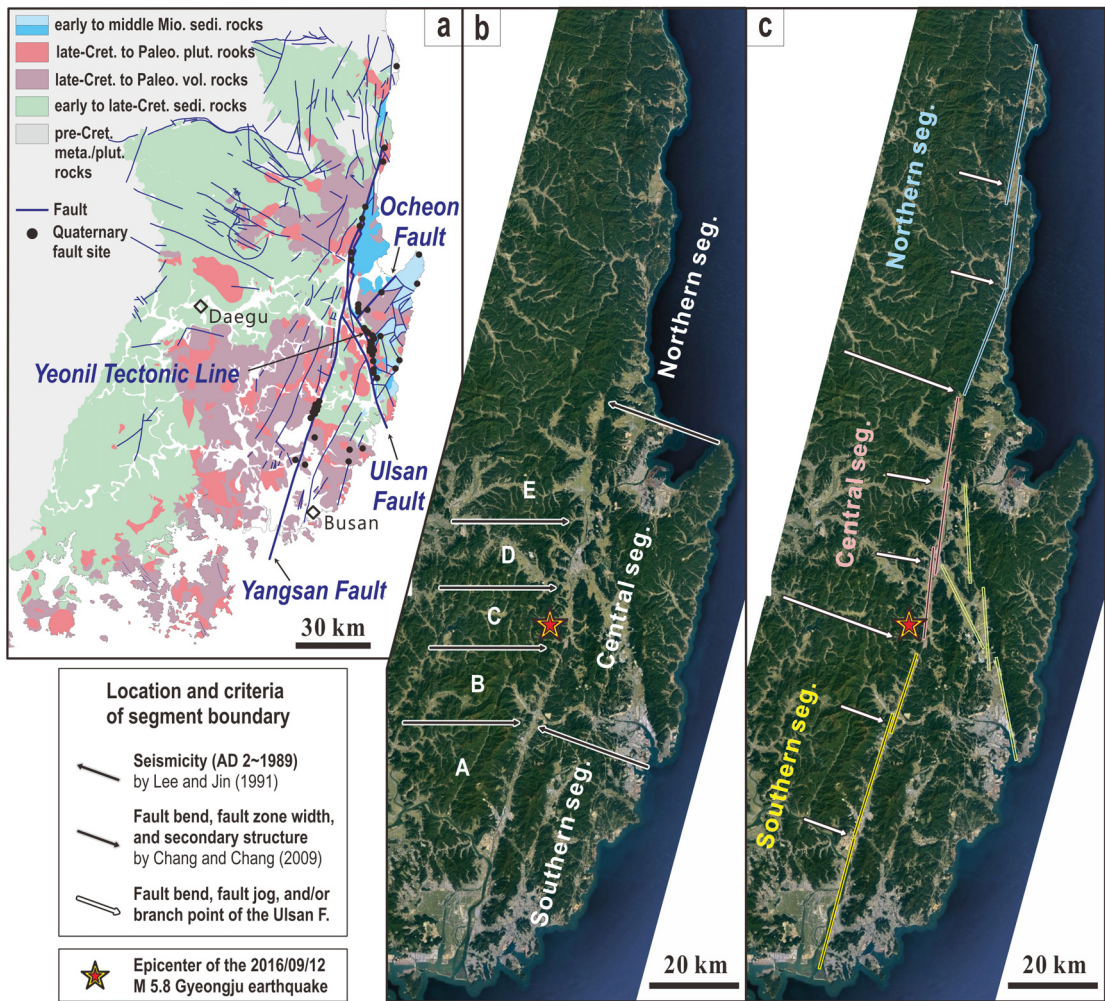 a
early to middle Mio. sedi. rocks
late-Cret. to Paleo. plut. rooks
late-Cret. to Paleo. vol. rocks
early to late-Cret. sedi. rocks
pre-Cret.
meta./plut.
rocks
Fault
Quaternary
fault site
Ocheon
Fault
Daegu
Yeonil Tectonic Line
Ulsan
Fault
Busan
Yangsan Fault
30 km
Location and criteria
of segment boundary
Seismicity (AD 2~1989)
by Lee and Jin (1991)
Fault bend, fault zone width,
and secondary structure
by Chang and Chang (2009)
Fault bend, fault jog, and/or
branch point of the Ulsan F.
Epicenter of the 2016/09/12
M 5.8 Gyeongju earthquake
b
Northern seg.
E
D
C
Central seg.
B
A
Southern seg.
20 km
c
Northern seg.
Central seg.
Southern seg.
20 km